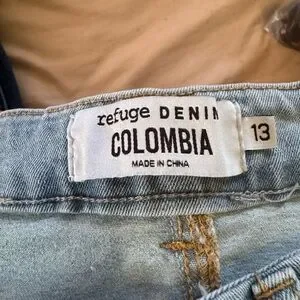 refuge DENIM
COLOMBIA
MADE IN CHINA
13